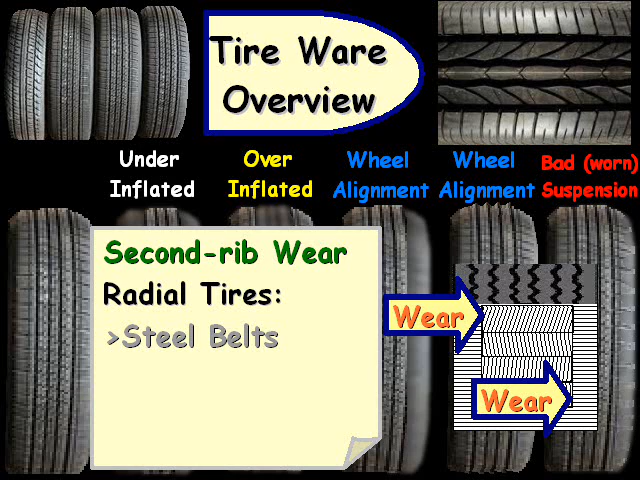 Tire Ware
Overview
Under
Inflated
Over
Inflated
Wheel
Alignment
Wheel
Alignment
Bad (worn)
Suspension
Second-rib Wear
Radial Tires:
>Steel Belts
Wear
Wear